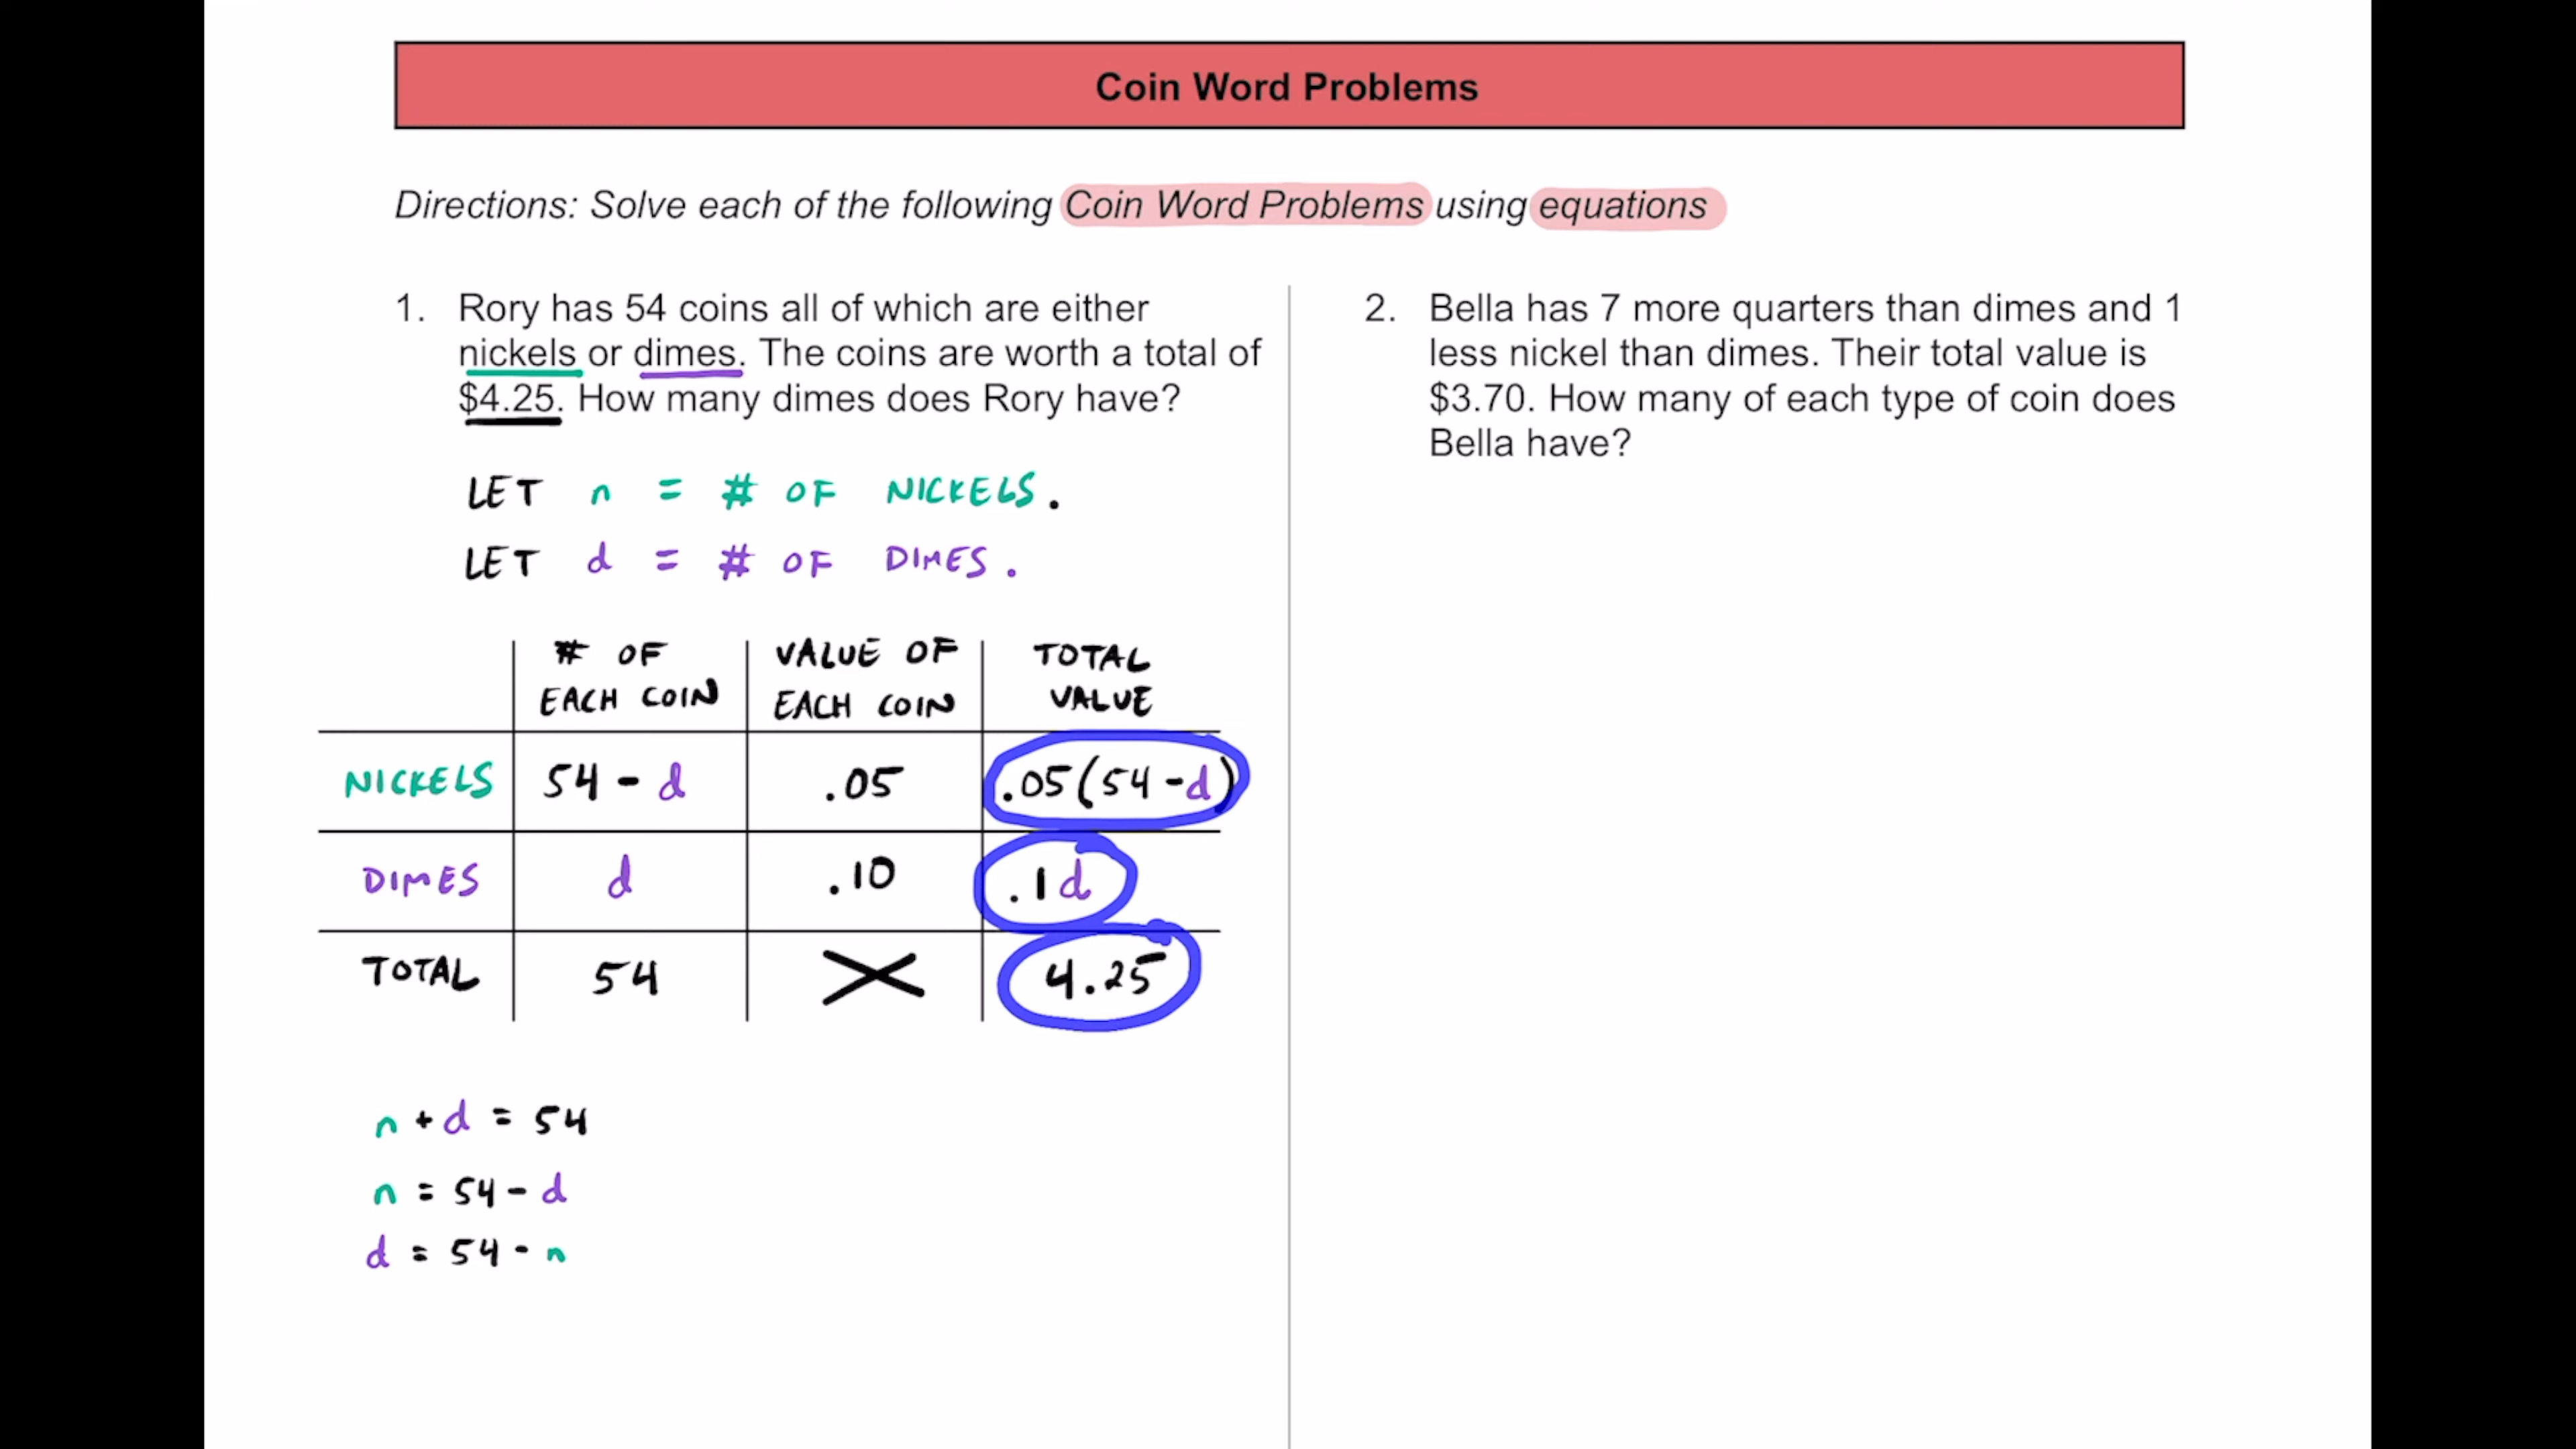 Coin Word Problems
Directions: Solve each of the following Coin Word Problems using equations
1. Rory has 54 coins all of which are either
nickels or dimes. The coins are worth a total of
$4.25. How many dimes does Rory have?
LET n = # OF NICKELS.
LET d = # OF DIMES.
# OF VALUE OF TOTAL
EACH COIN EACH COIN VALUE
NICKELS 54 - d .05 .05(54-d)
DIMES d .10 .1d
TOTAL 54 4.25
n + d = 54
n = 54 - d
d = 54 - n
2. Bella has 7 more quarters than dimes and 1
less nickel than dimes. Their total value is
$3.70. How many of each type of coin does
Bella have?